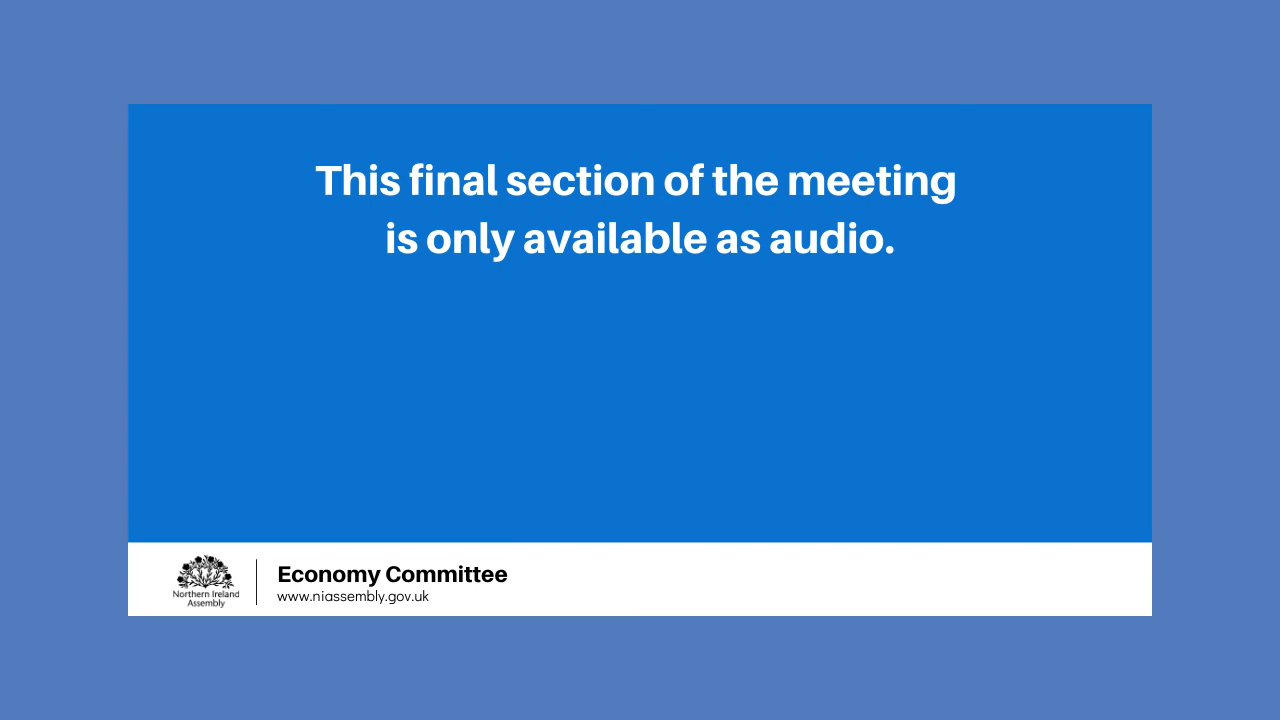 This final section of the meeting
is only available as audio.
Northern Ireland
Assembly
Economy Committee
www.niassembly.gov.uk